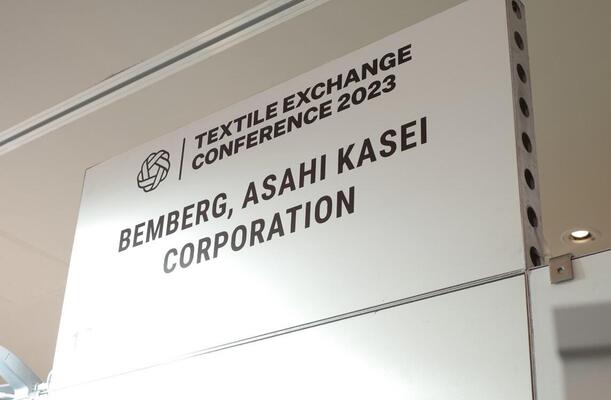 TEXTILE EXCHANGE
CONFERENCE 2023
BEMBERG, ASAHI KASEI
CORPORATION